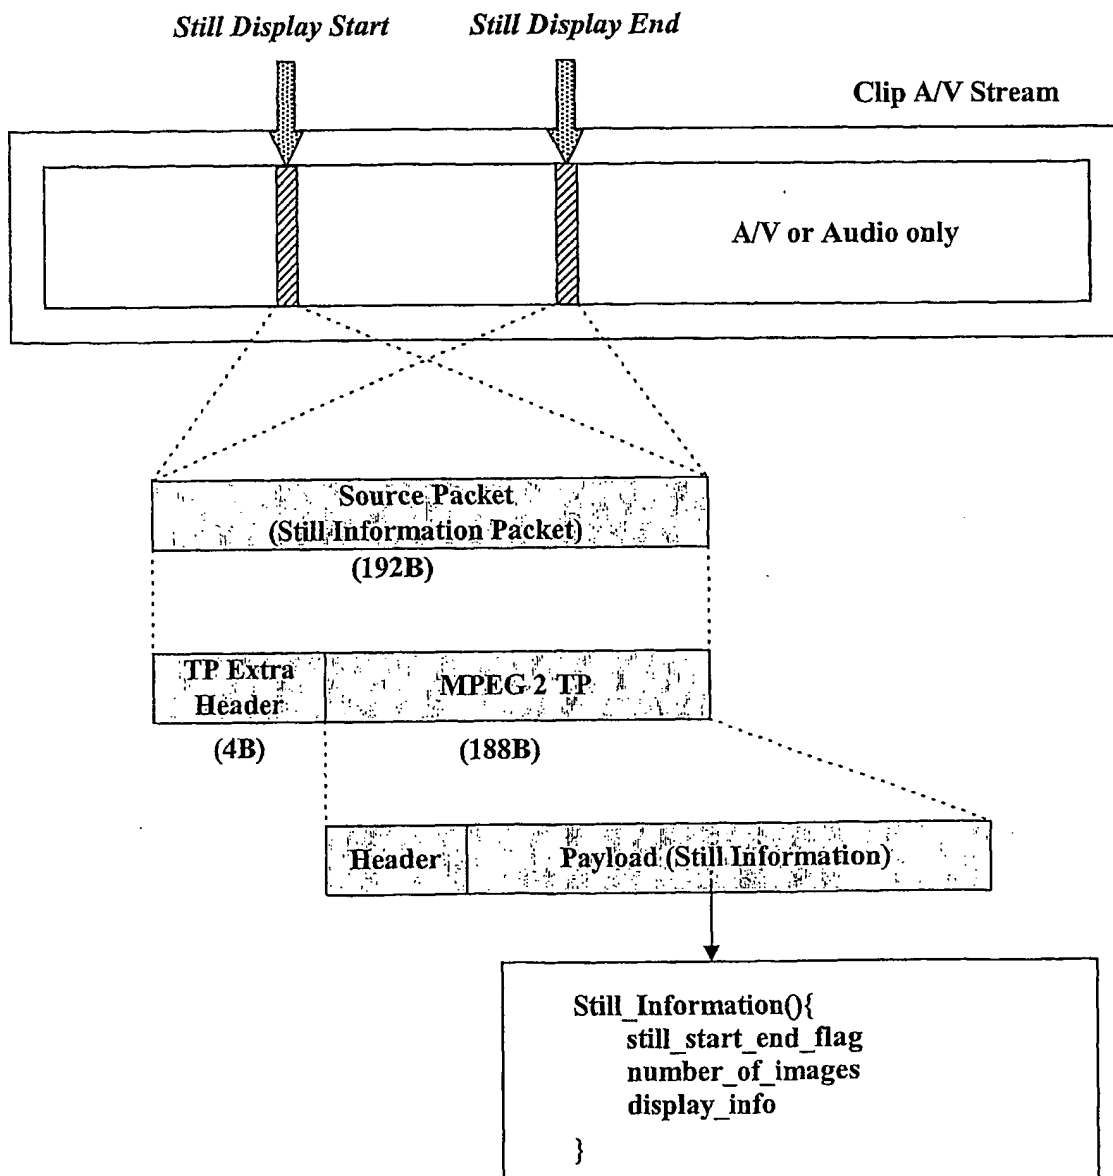 Still Display Start
Still Display End
Clip A/V Stream
A/V or Audio only
Source Packet
(Still Information Packet)
(192B)
TP Extra
Header
MPEG 2 TP
(4B)
(188B)
Header
Payload (Still Information)
Still_Information(){
still_start_end_flag
number_of_images
display_info
}